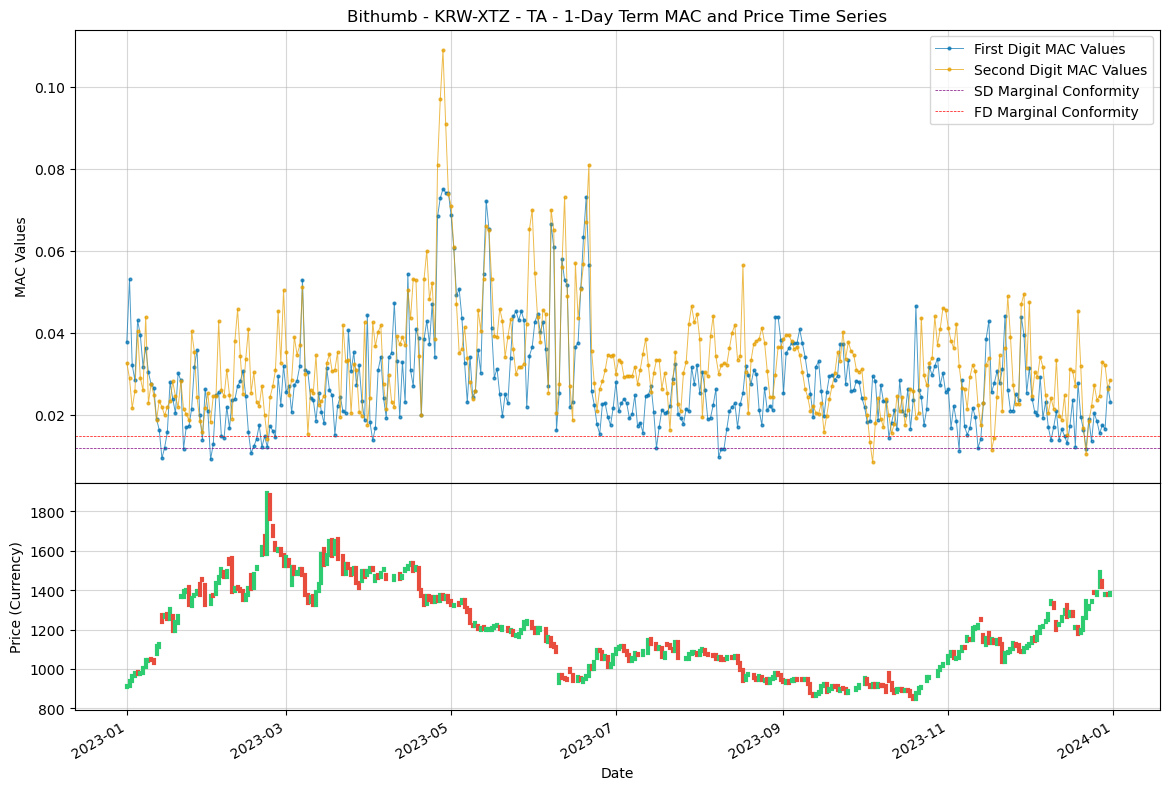 Bithumb - KRW-XTZ - TA - 1-Day Term MAC and Price Time Series
First Digit MAC Values
Second Digit MAC Values
SD Marginal Conformity
FD Marginal Conformity
MAC Values
0.10
0.08
0.06
0.04
0.02
Price (Currency)
1800
1600
1400
1200
1000
800
2023-01
2023-03
2023-05
2023-07
2023-09
2023-11
2024-01
Date